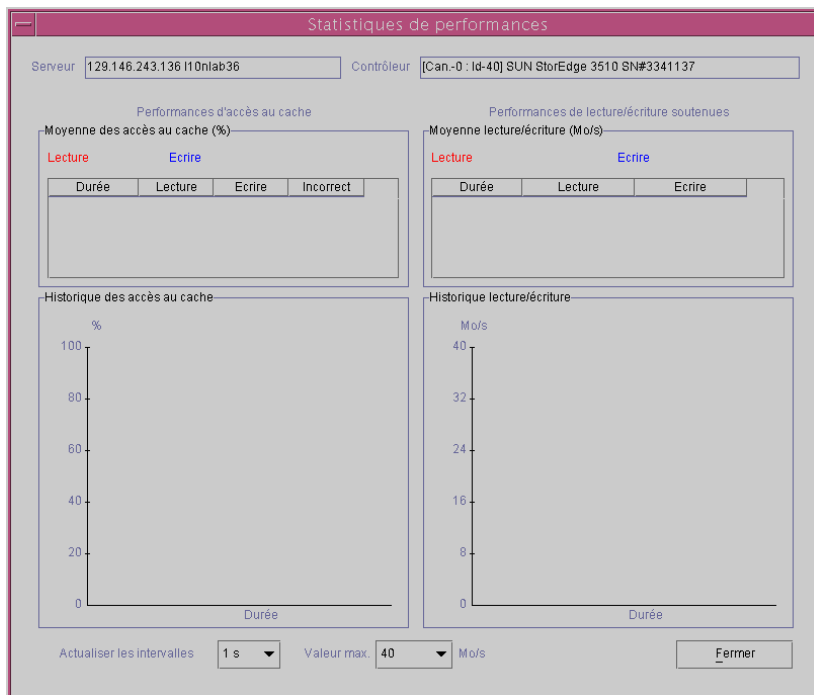 Statistiques de performances
Serveur 129.146.243.136 l10nlab36 Contrôleur [Can.-0 : Id-40] SUN StorEdge 3510 SN#3341137
Performances d'accès au cache
Moyenne des accès au cache (%)
Lecture Ecrire
Durée Lecture Ecrire Incorrect
Historique des accès au cache
%
100
80
60
40
20
0
Durée
Performances de lecture/écriture soutenues
Moyenne lecture/écriture (Mo/s)
Lecture Ecrire
Durée Lecture Ecrire
Historique lecture/écriture
Mo/s
40
32
24
16
8
0
Durée
Actualiser les intervalles 1 s Valeur max. 40 Mo/s Fermer